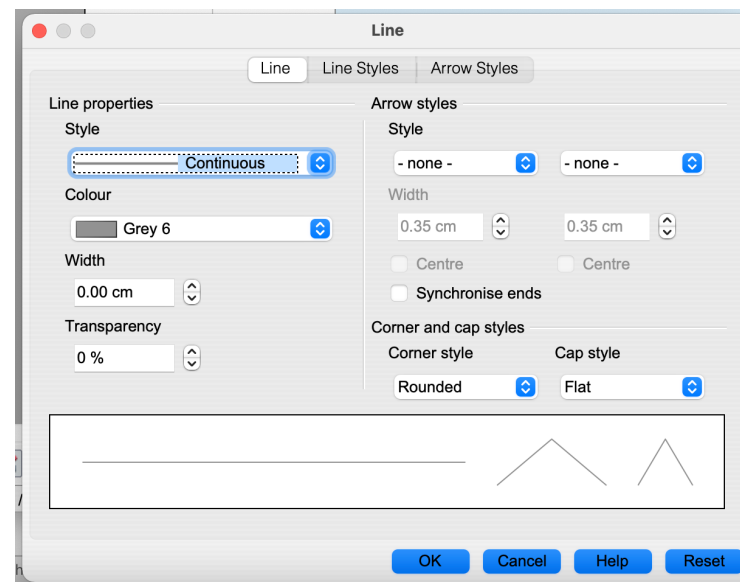 Line
Line Line Styles Arrow Styles
Line properties
Style
Continuous
Colour
Grey 6
Width
0.00 cm
Transparency
0 %
Arrow styles
Style
- none - - none -
Width
0.35 cm 0.35 cm
Centre Centre
Synchronise ends
Corner and cap styles
Corner style Cap style
Rounded Flat
OK Cancel Help Reset